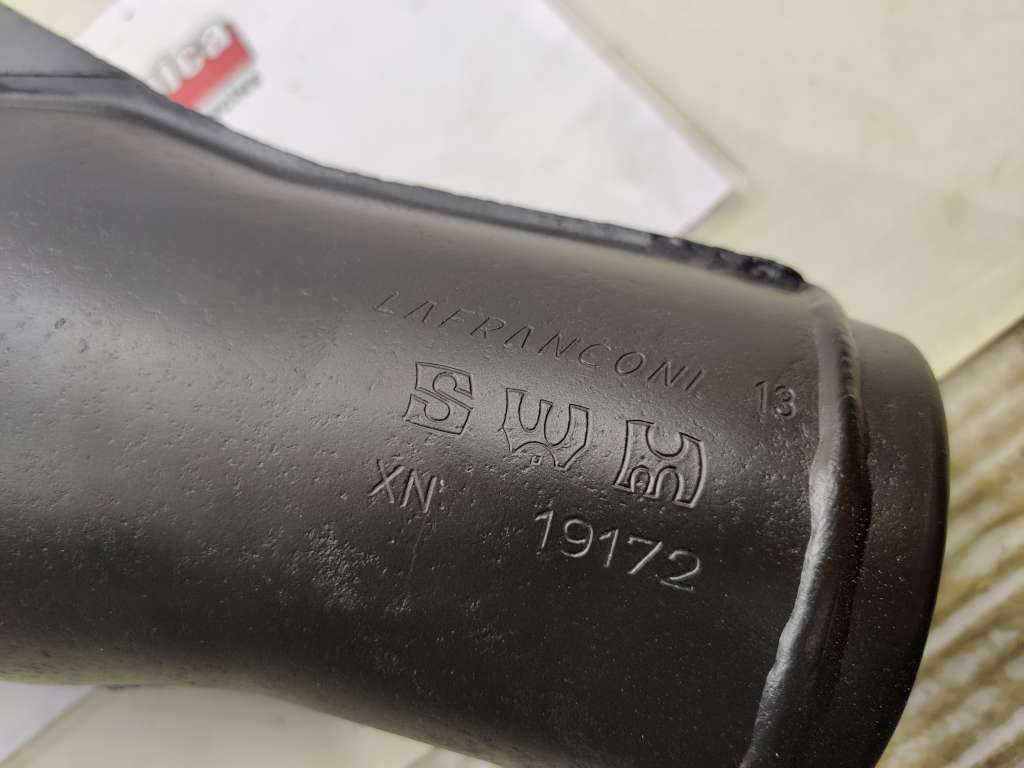 LAFRANCONI 13
SWM
XN: 19172